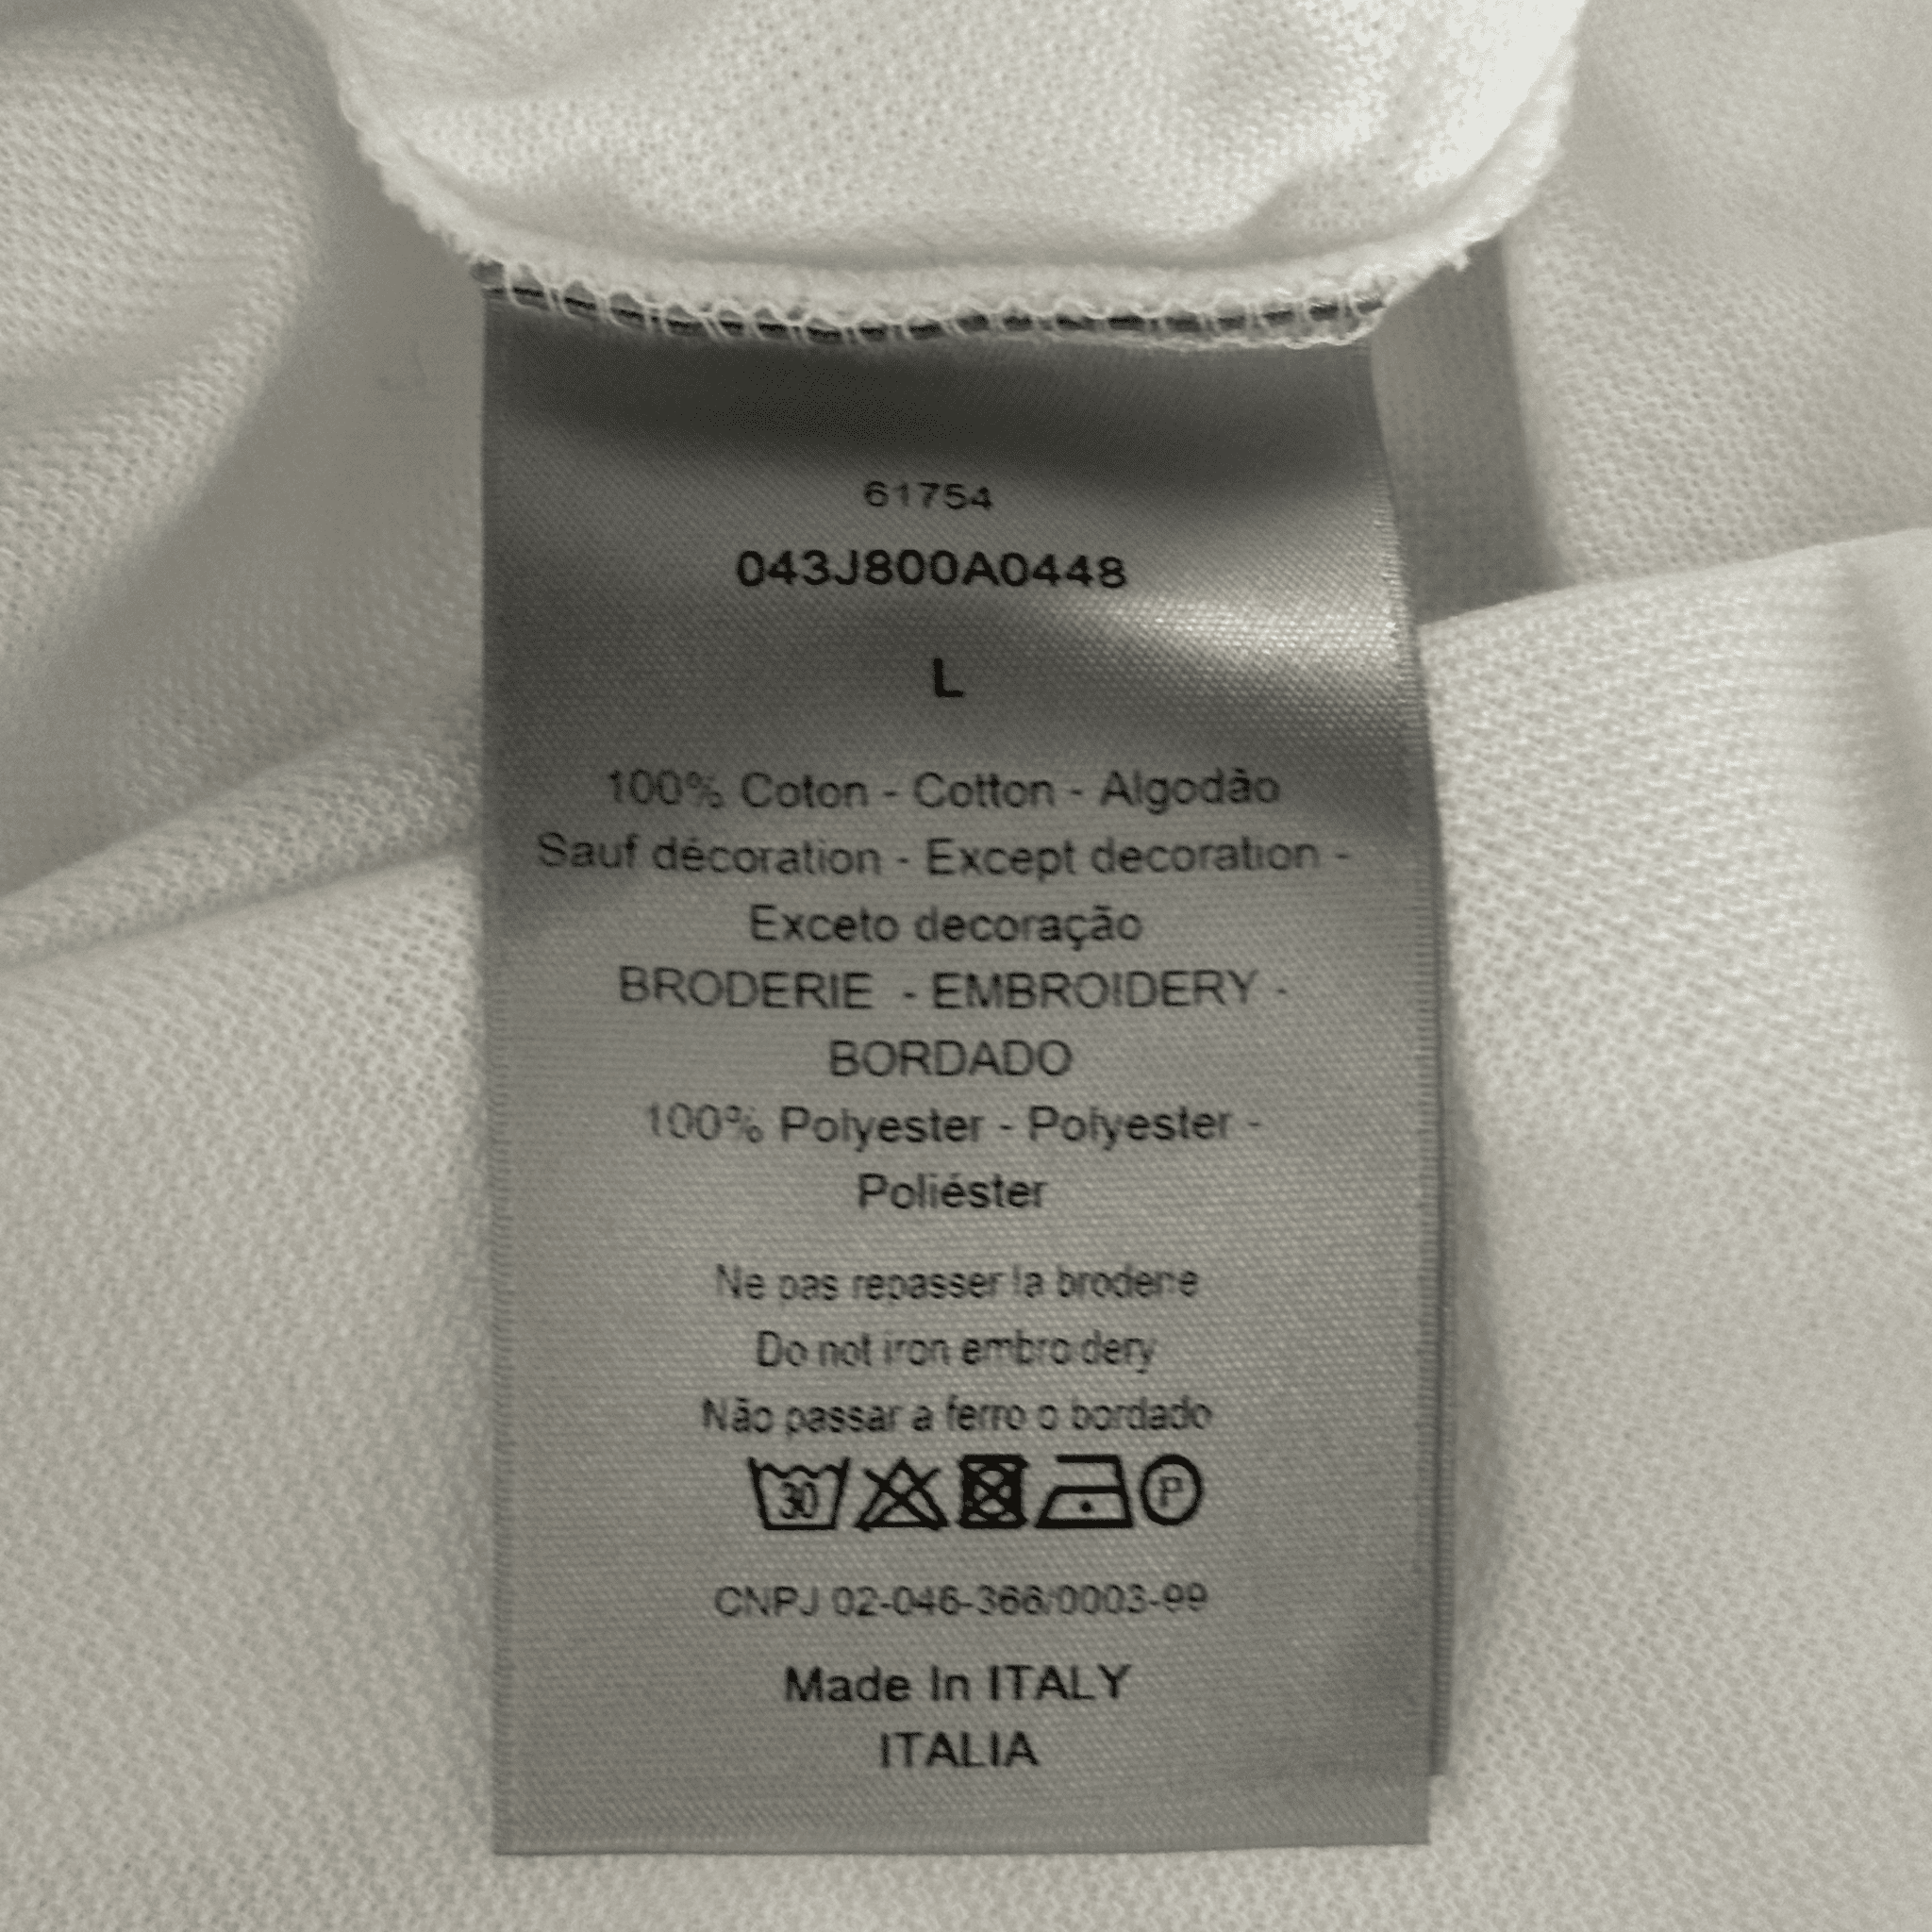 61754
043J800A0448
L
100% Coton - Cotton - Algodão
Sauf décoration - Except decoration -
Exceto decoração
BRODERIE - EMBROIDERY -
BORDADO
100% Polyester - Polyester -
Poliéster
Ne pas repasser la broderie
Do not iron embroidery
Não passar a ferro o bordado
30 P
CNPJ 02-046-366/0003-99
Made In ITALY
ITALIA